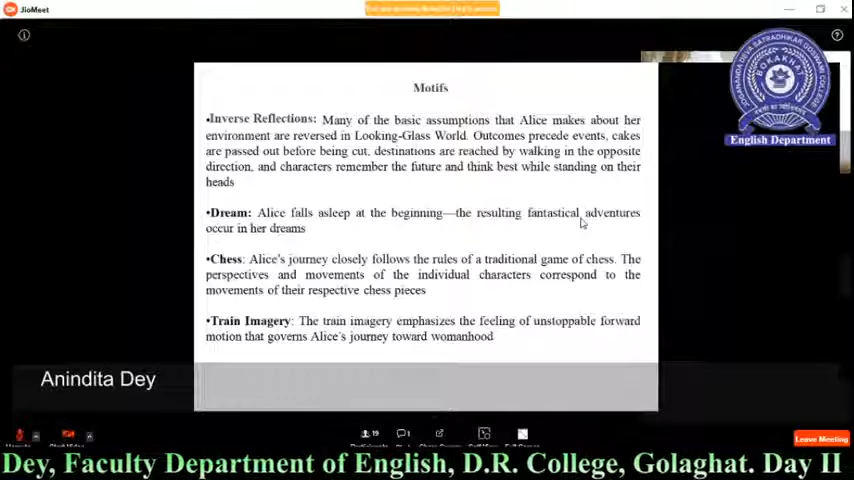 JioMeet
Motifs
•Inverse Reflections: Many of the basic assumptions that Alice makes about her
environment are reversed in Looking-Glass World. Outcomes precede events, cakes
are passed out before being cut, destinations are reached by walking in the opposite
direction, and characters remember the future and think best while standing on their
heads
•Dream: Alice falls asleep at the beginning—the resulting fantastical adventures
occur in her dreams
•Chess: Alice's journey closely follows the rules of a traditional game of chess. The
perspectives and movements of the individual characters correspond to the
movements of their respective chess pieces
•Train Imagery: The train imagery emphasizes the feeling of unstoppable forward
motion that governs Alice's journey toward womanhood
BOKAKHAT
English Department
Anindita Dey
19
1
Leave Meeting
Dey, Faculty Department of English, D.R. College, Golaghat. Day II